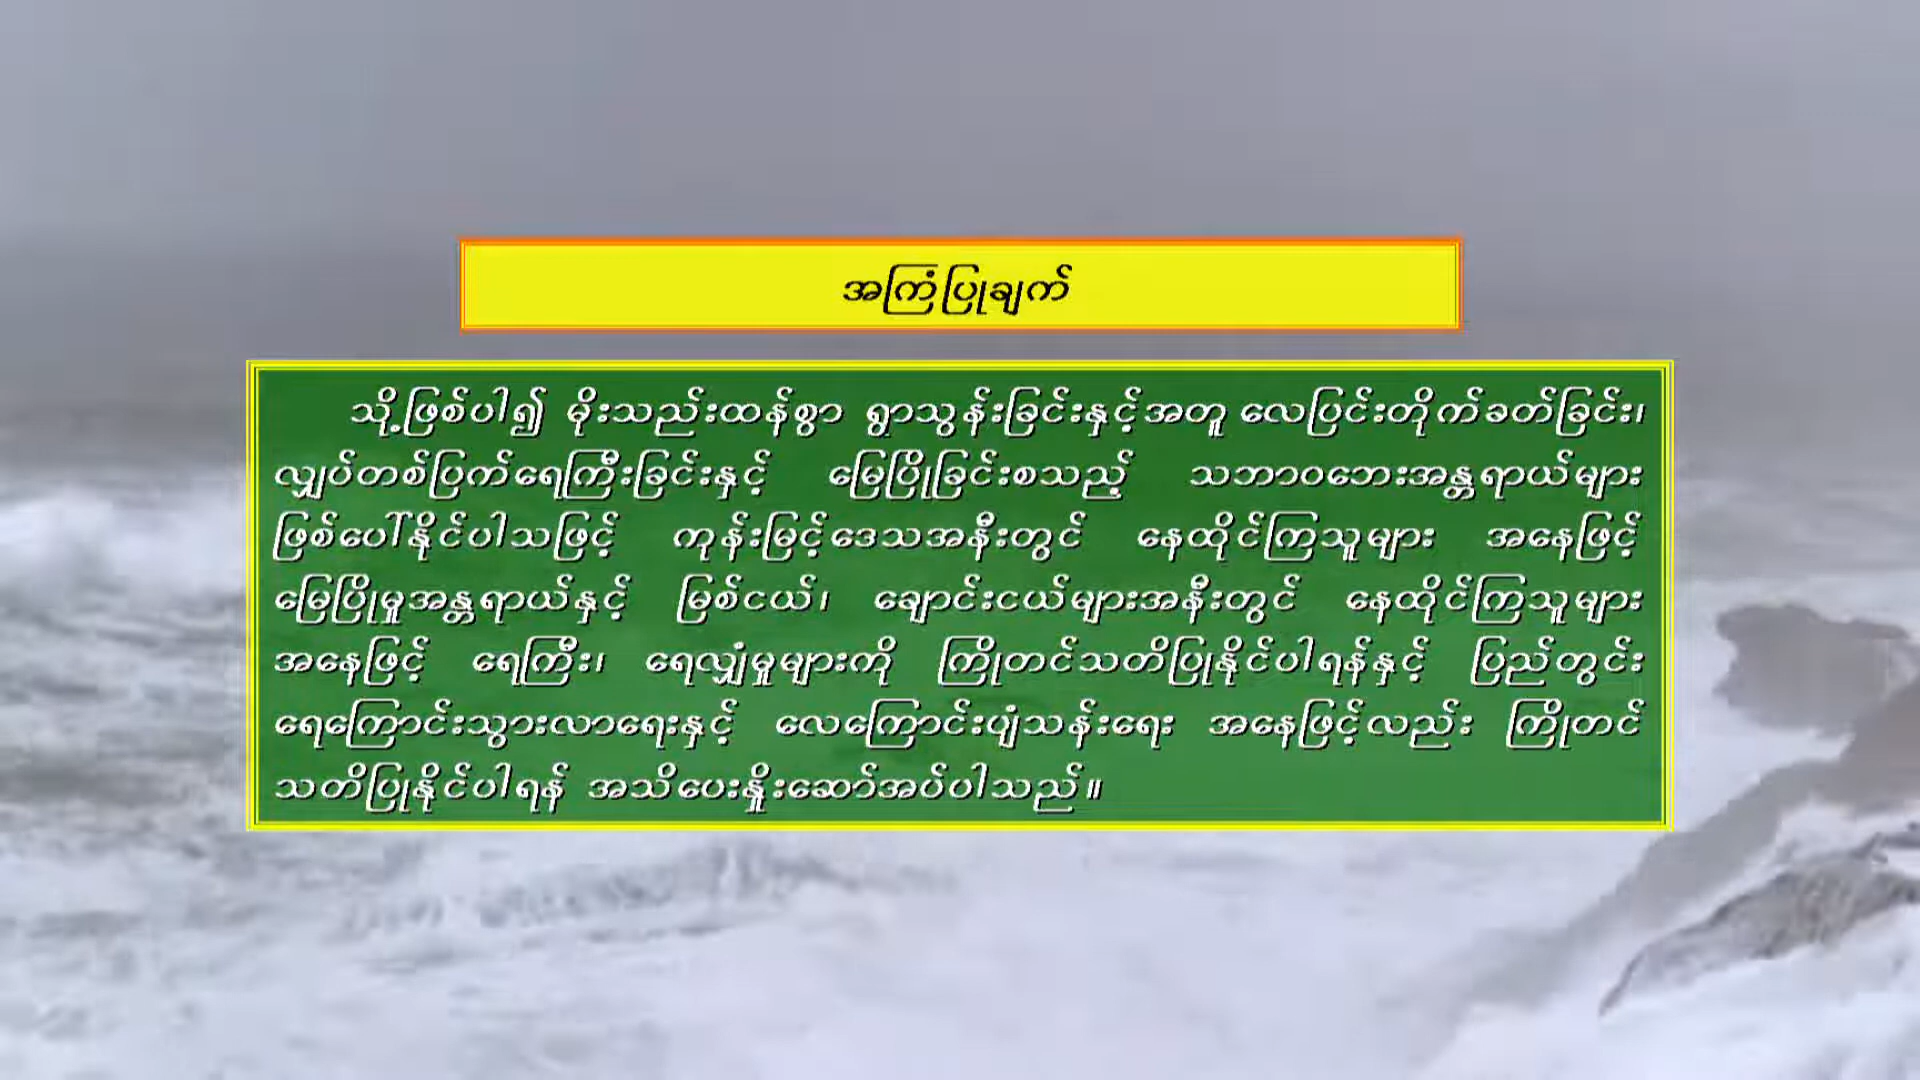 အကြံပြုချက်
သို့ဖြစ်ပါ၍ မိုးသည်းထန်စွာ ရွာသွန်းခြင်းနှင့်အတူ လေပြင်းတိုက်ခတ်ခြင်း၊
လျှပ်တစ်ပြက်ရေကြီးခြင်းနှင့် မြေပြိုခြင်းစသည့် သဘာဝဘေးအန္တရာယ်များ
ဖြစ်ပေါ်နိုင်ပါသဖြင့် ကုန်းမြင့်ဒေသအနီးတွင် နေထိုင်ကြသူများ အနေဖြင့်
မြေပြိုမှုအန္တရာယ်နှင့် မြစ်ငယ်၊ ချောင်းငယ်များအနီးတွင် နေထိုင်ကြသူများ
အနေဖြင့် ရေကြီး၊ ရေလျှံမှုများကို ကြိုတင်သတိပြုနိုင်ပါရန်နှင့် ပြည်တွင်း
ရေကြောင်းသွားလာရေးနှင့် လေကြောင်းပျံသန်းရေး အနေဖြင့်လည်း ကြိုတင်
သတိပြုနိုင်ပါရန် အသိပေးနှိုးဆော်အပ်ပါသည်။